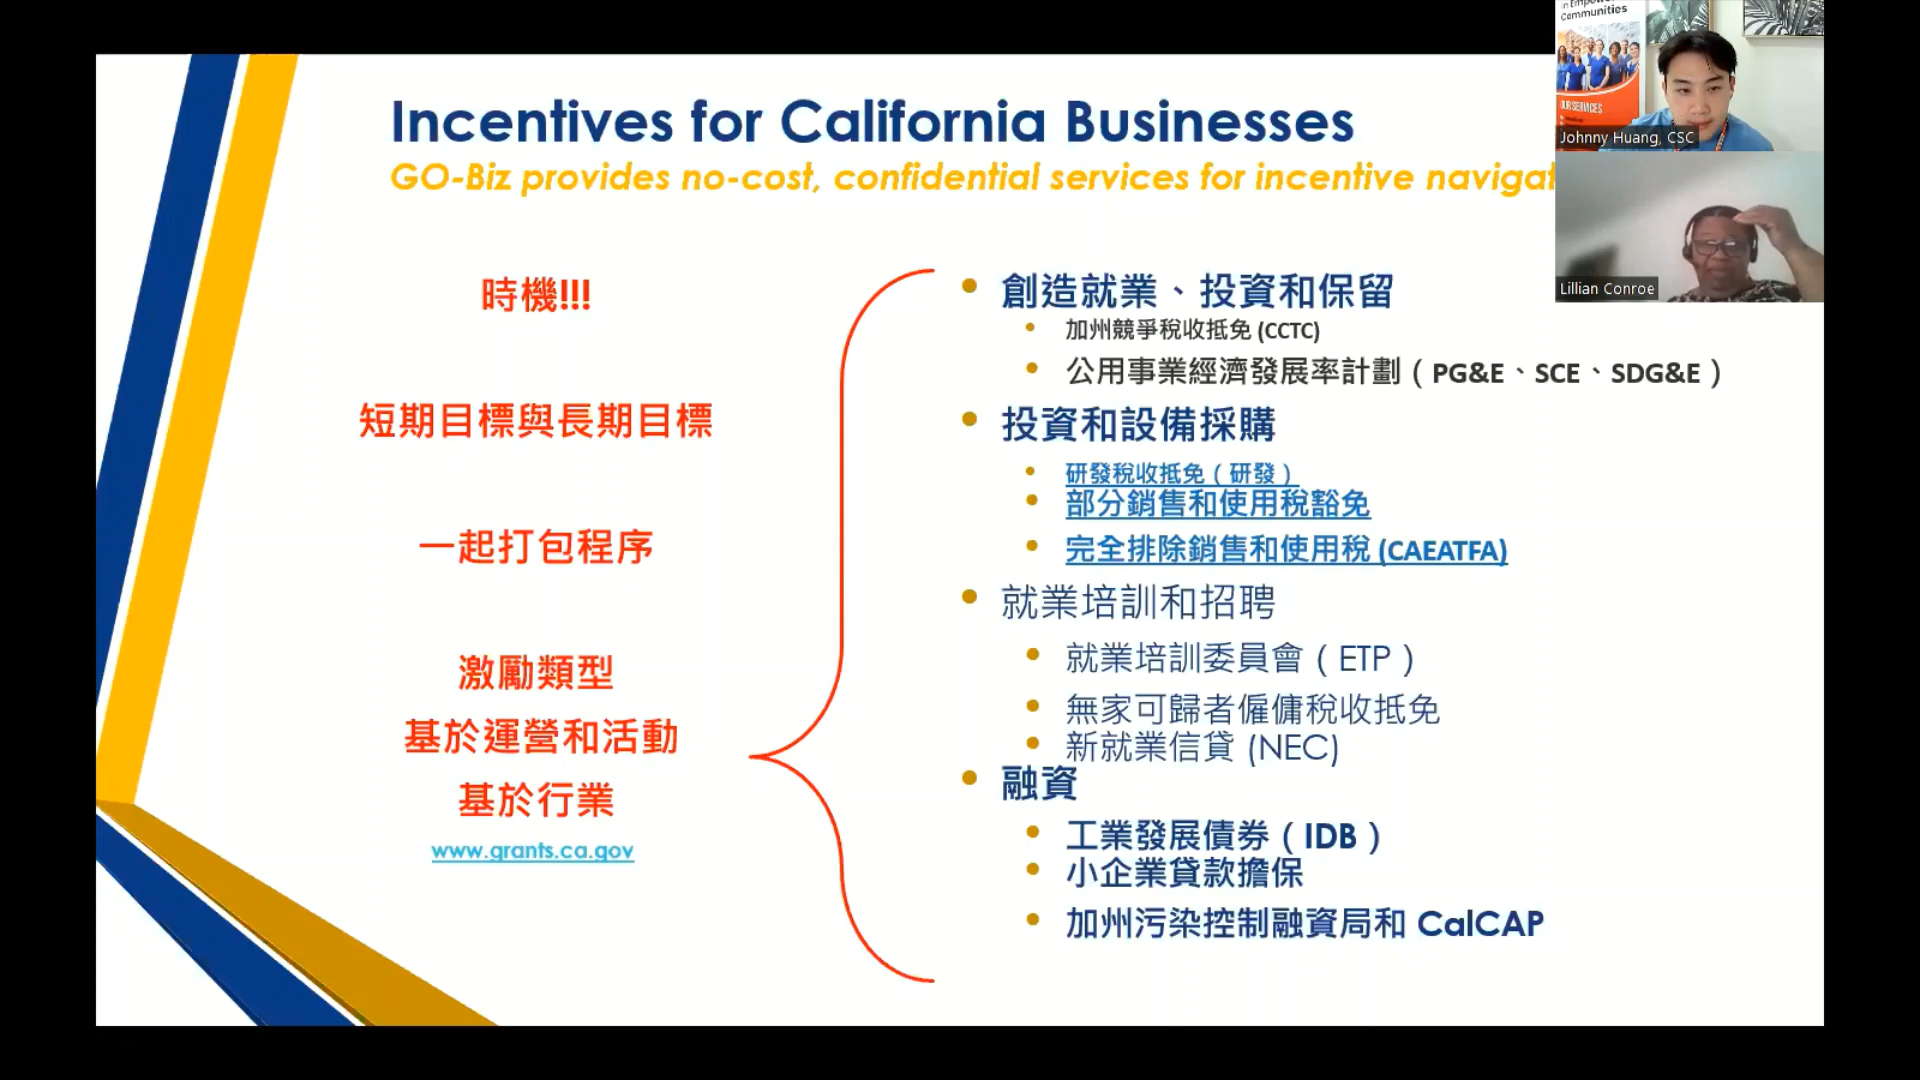 Incentives for California Businesses
GO-Biz provides no-cost, confidential services for incentive
時機!!!
短期目標與長期目標
一起打包程序
激勵類型
基於運營和活動
基於行業
www.grants.ca.gov
• 創造就業、投資和保留
• 加州競爭稅收抵免 (CCTC)
• 公用事業經濟發展率計劃（PG&E、SCE、SDG&E）
• 投資和設備採購
• 研發稅收抵免（研發）
• 部分銷售和使用稅豁免
• 完全排除銷售和使用稅 (CAEATFA)
• 就業培訓和招聘
• 就業培訓委員會（ETP）
• 無家可歸者僱傭稅收抵免
• 新就業信貸 (NEC)
• 融資
• 工業發展債券（IDB）
• 小企業貸款擔保
• 加州污染控制融資局和 CalCAP
Communities
OUR SERVICES
Johnny Huang, CSC
Lillian Conroe